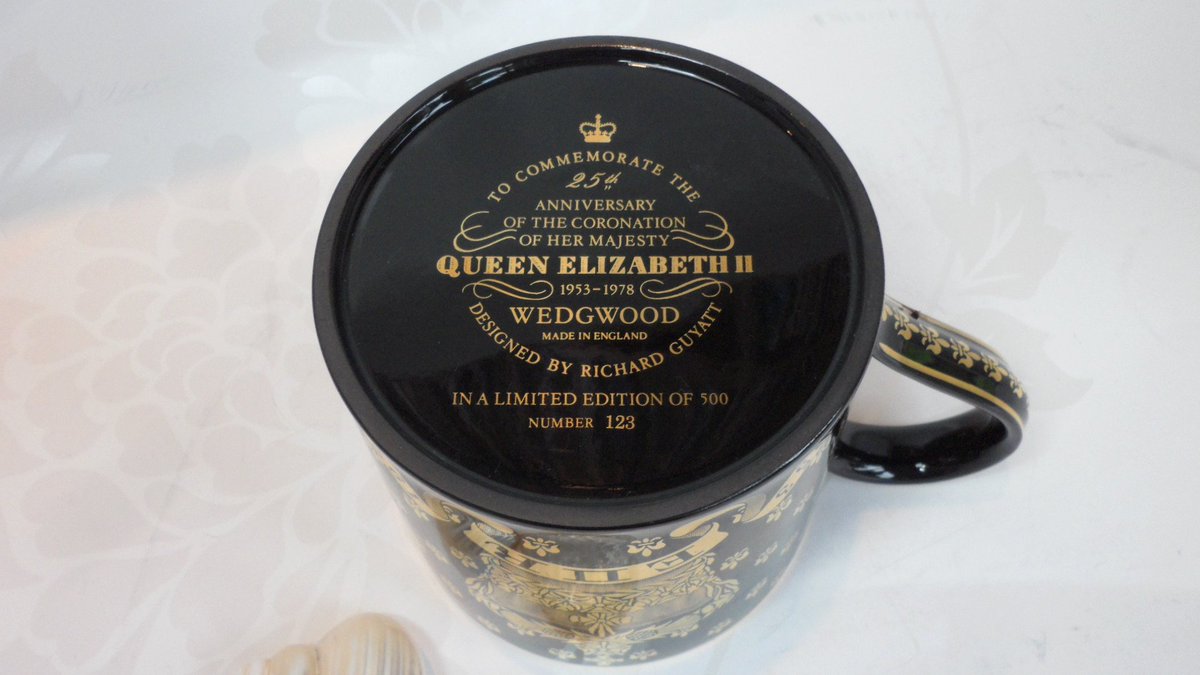 TO COMMEMORATE THE
25th
ANNIVERSARY
OF THE CORONATION
OF HER MAJESTY
QUEEN ELIZABETH II
1953-1978
WEDGWOOD
MADE IN ENGLAND
DESIGNED BY RICHARD GUYATT
IN A LIMITED EDITION OF 500
NUMBER 123